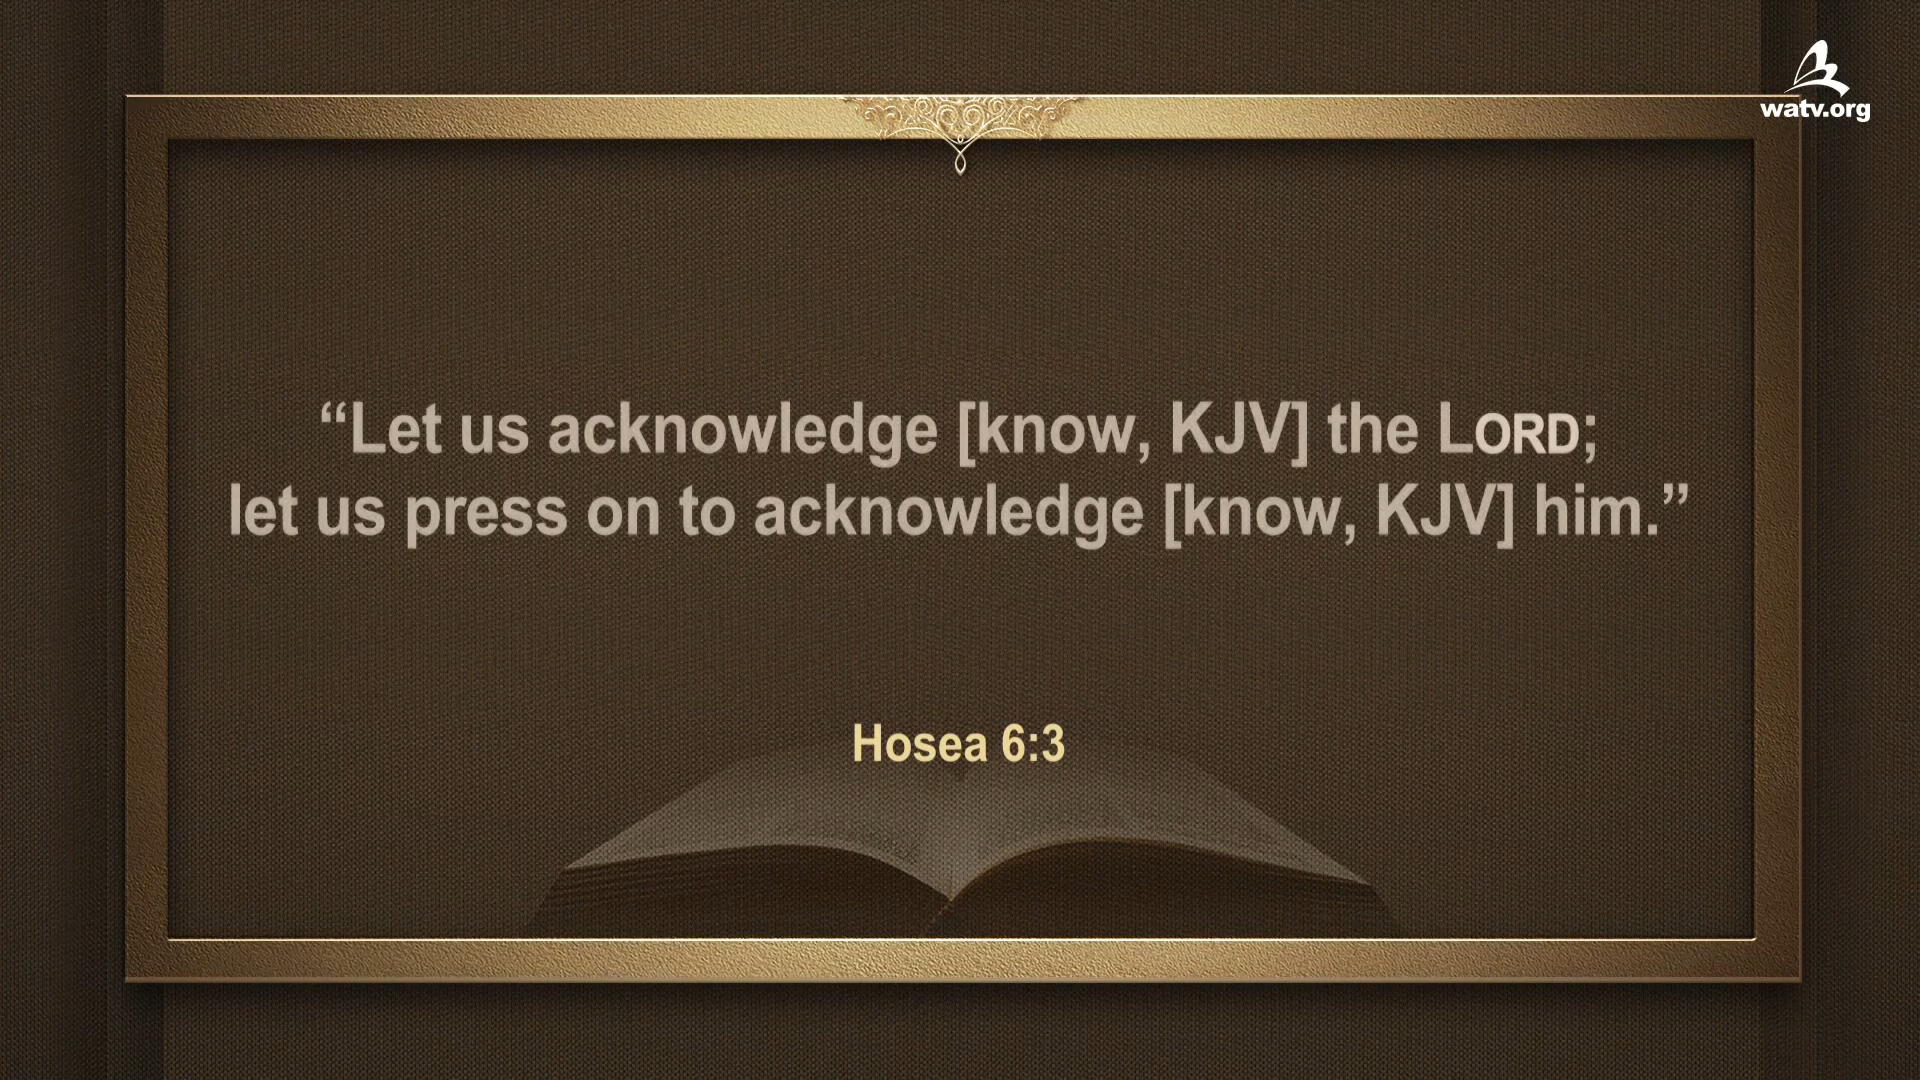 watv.org
“Let us acknowledge [know, KJV] the LORD;
let us press on to acknowledge [know, KJV] him.”
Hosea 6:3